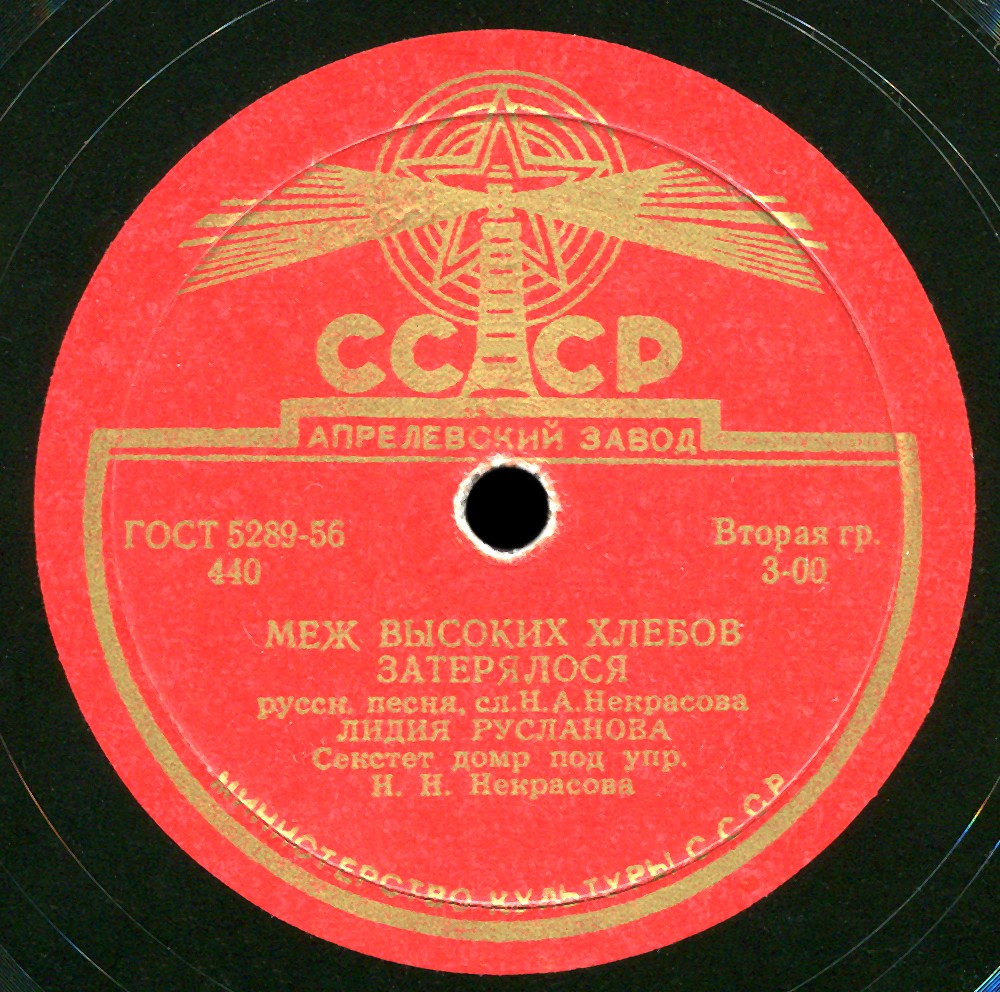 СССР
АПРЕЛЕВСКИЙ ЗАВОД
ГОСТ 5289-56
440
Вторая гр.
3-00
МЕЖ ВЫСОКИХ ХЛЕБОВ
ЗАТЕРЯЛОСЯ
русск. песня, сл. Н. А. Некрасова
ЛИДИЯ РУСЛАНОВА
Секстет домр под упр.
Н. Н. Некрасова
МИНИСТЕРСТВО КУЛЬТУРЫ С.С.С.Р.